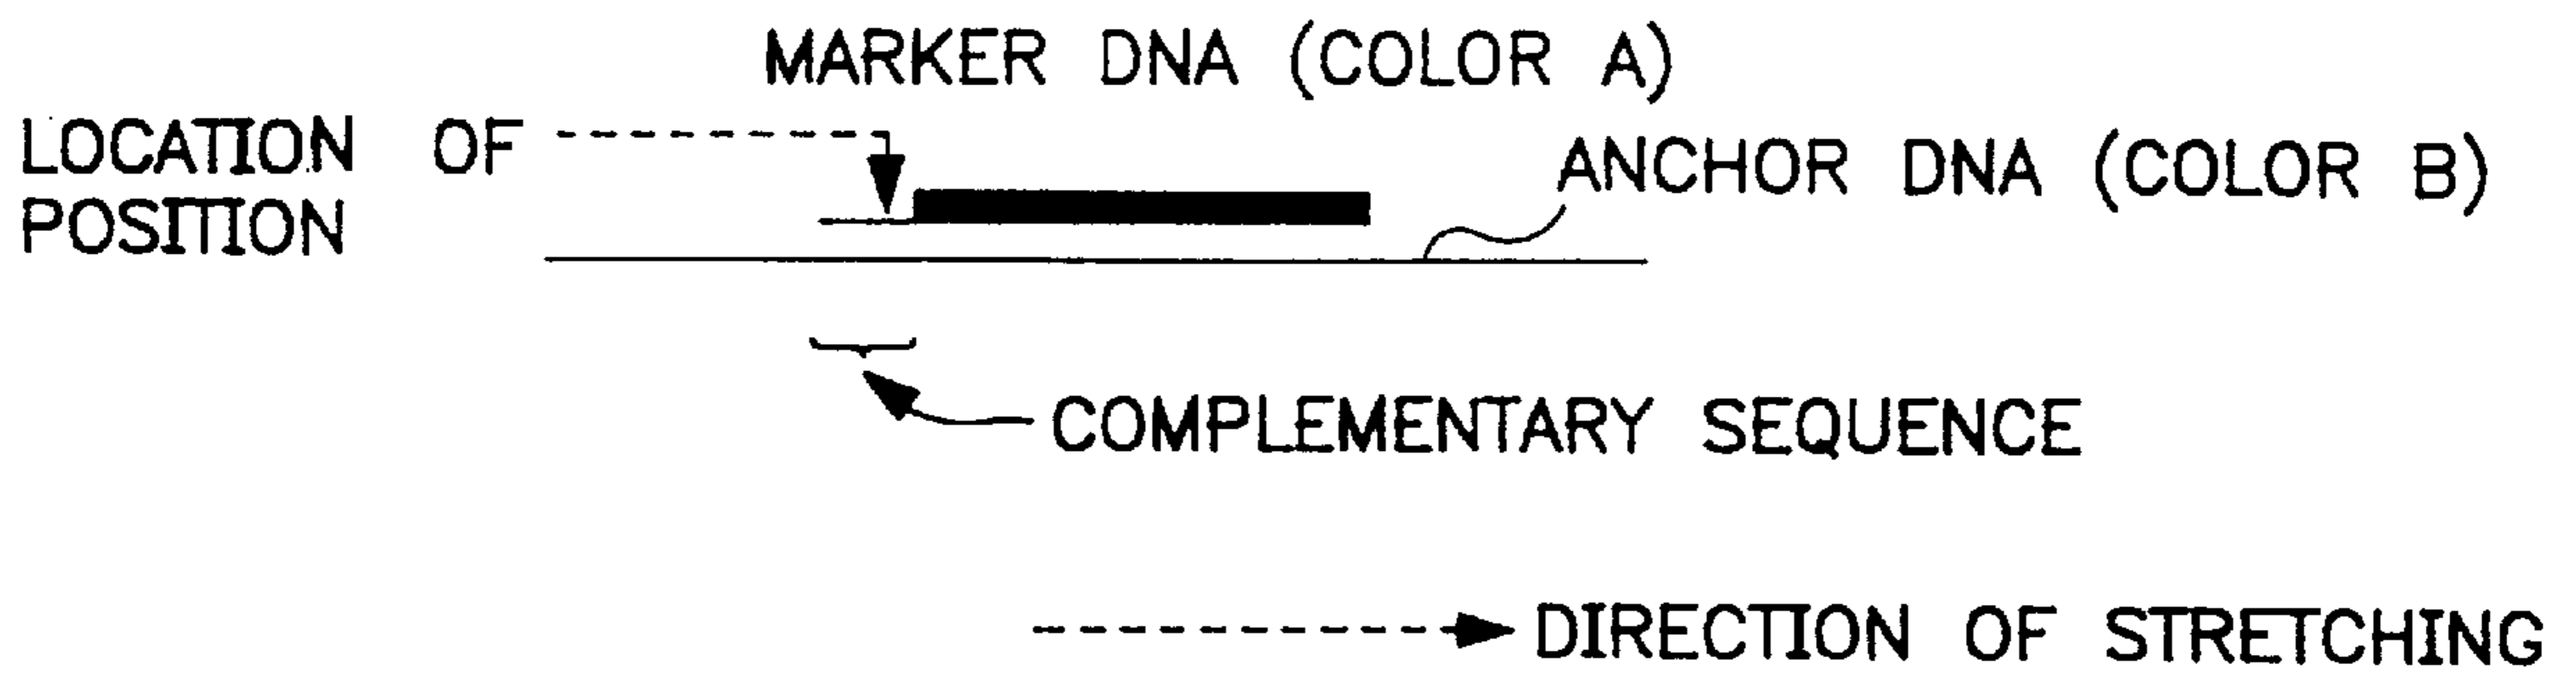 MARKER DNA (COLOR A)
LOCATION OF
POSITION
ANCHOR DNA (COLOR B)
COMPLEMENTARY SEQUENCE
DIRECTION OF STRETCHING